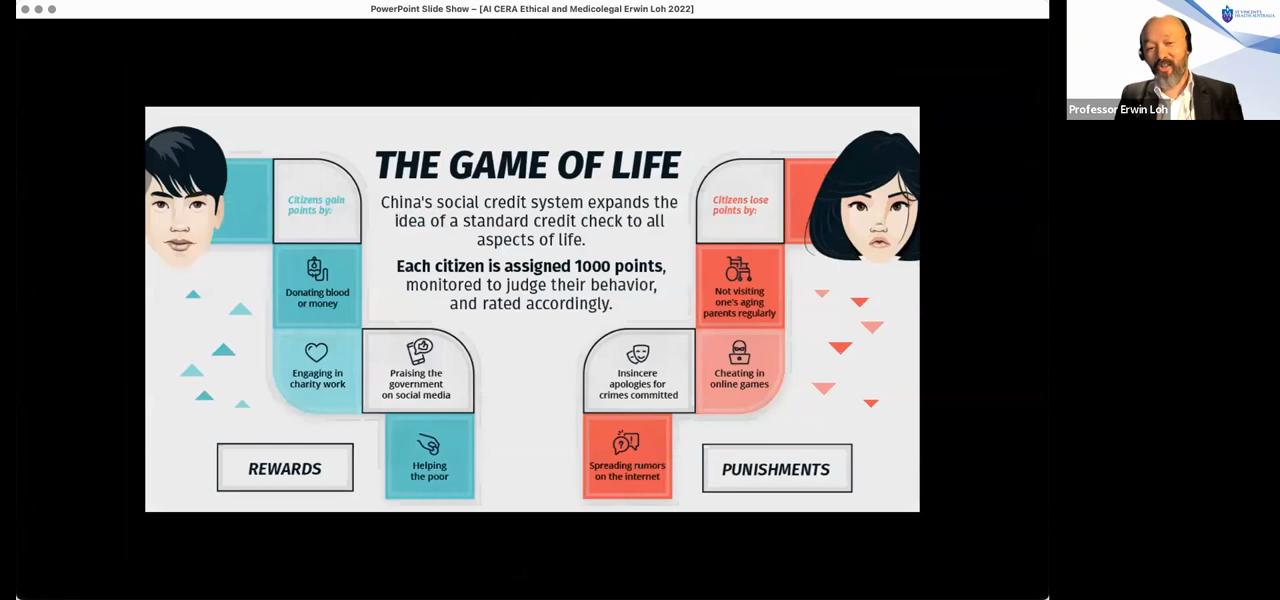 PowerPoint Slide Show – [AI CERA Ethical and Medicolegal Erwin Loh 2022]
ST VINCENT'S
HEALTH AUSTRALIA
Professor Erwin Loh
THE GAME OF LIFE
China's social credit system expands the
idea of a standard credit check to all
aspects of life.
Each citizen is assigned 1000 points,
monitored to judge their behavior,
and rated accordingly.
Citizens gain
points by:
Donating blood
or money
Engaging in
charity work
Praising the
government
on social media
Helping
the poor
REWARDS
Citizens lose
points by:
Not visiting
one's aging
parents regularly
Cheating in
online games
Insincere
apologies for
crimes committed
Spreading rumors
on the internet
PUNISHMENTS